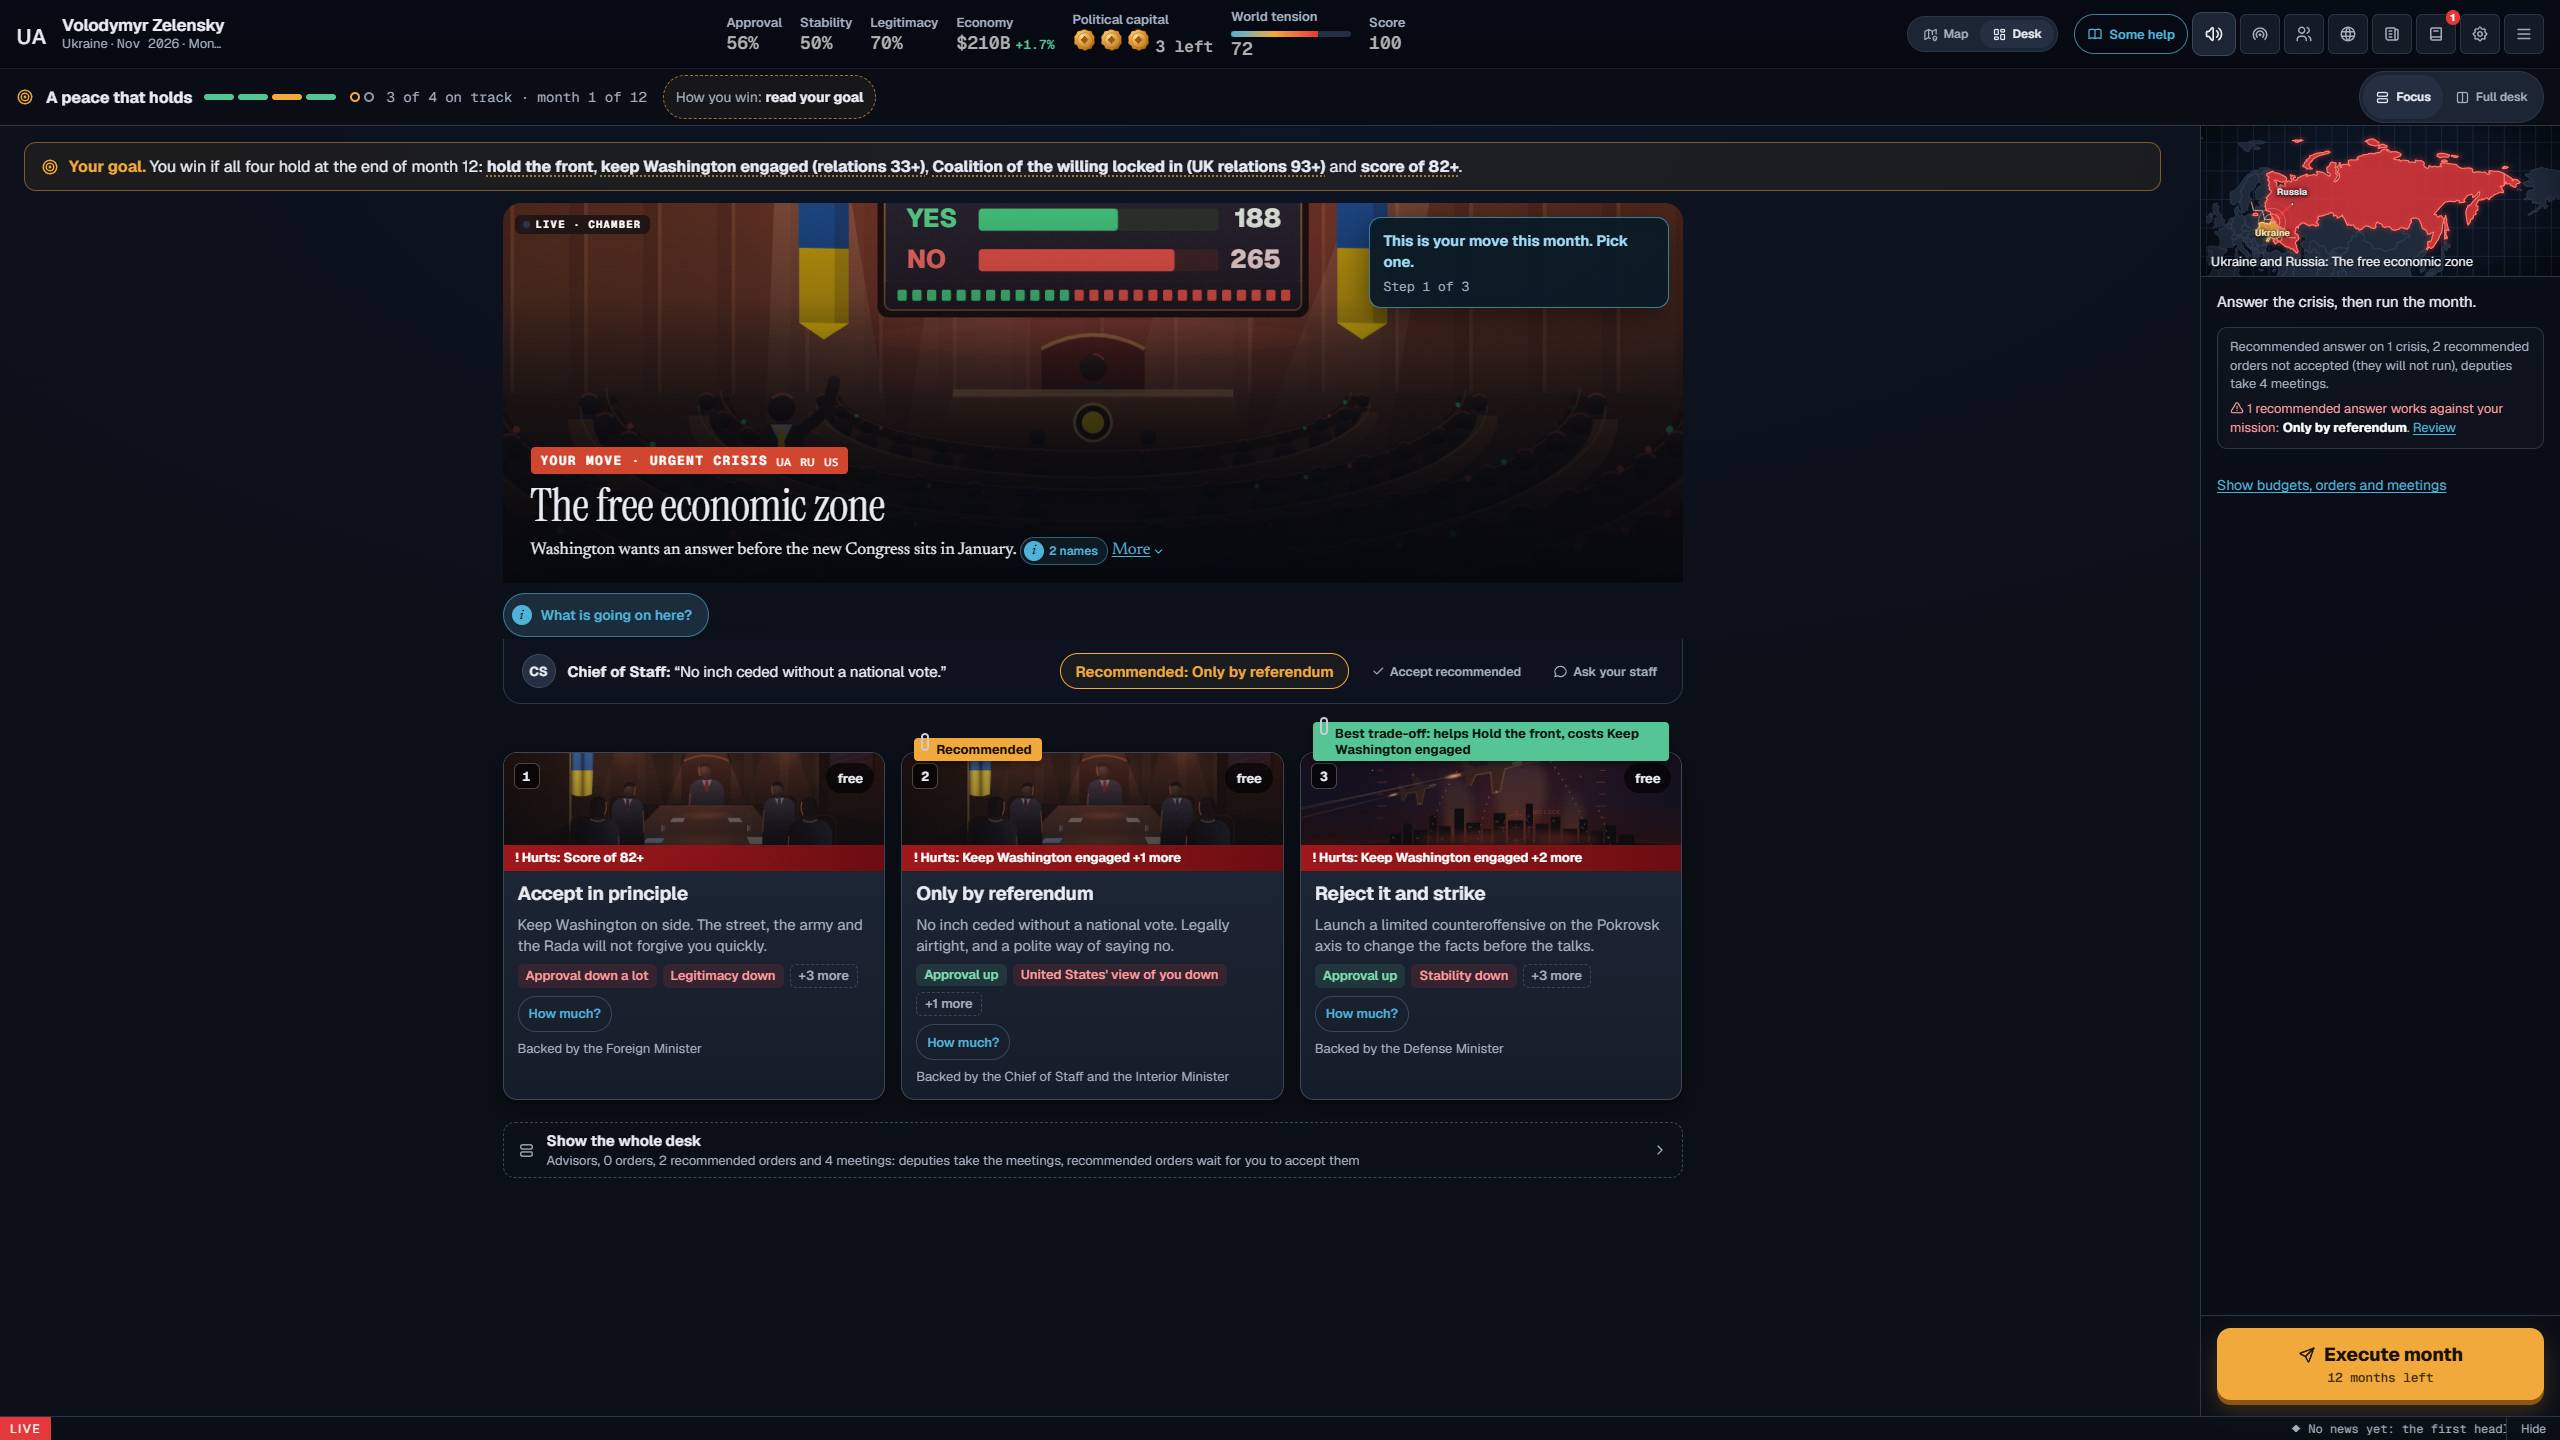 UA
Volodymyr Zelensky
Ukraine · Nov 2026 · Mon...
Approval
56%
Stability
50%
Legitimacy
70%
Economy
$210B +1.7%
Political capital
3 left
World tension
72
Score
100
Map
Desk
Some help
1
A peace that holds
3 of 4 on track · month 1 of 12
How you win: read your goal
Focus
Full desk
Your goal. You win if all four hold at the end of month 12: hold the front, keep Washington engaged (relations 33+), Coalition of the willing locked in (UK relations 93+) and score of 82+.
LIVE · CHAMBER
YES 188
NO 265
This is your move this month. Pick one.
Step 1 of 3
YOUR MOVE · URGENT CRISIS UA RU US
The free economic zone
Washington wants an answer before the new Congress sits in January. i 2 names More
i What is going on here?
CS Chief of Staff: “No inch ceded without a national vote.”
Recommended: Only by referendum
Accept recommended
Ask your staff
1
free
! Hurts: Score of 82+
Accept in principle
Keep Washington on side. The street, the army and
the Rada will not forgive you quickly.
Approval down a lot
Legitimacy down
+3 more
How much?
Backed by the Foreign Minister
Recommended
2
free
! Hurts: Keep Washington engaged +1 more
Only by referendum
No inch ceded without a national vote. Legally
airtight, and a polite way of saying no.
Approval up
United States' view of you down
+1 more
How much?
Backed by the Chief of Staff and the Interior Minister
Best trade-off: helps Hold the front, costs Keep
Washington engaged
3
free
! Hurts: Keep Washington engaged +2 more
Reject it and strike
Launch a limited counteroffensive on the Pokrovsk
axis to change the facts before the talks.
Approval up
Stability down
+3 more
How much?
Backed by the Defense Minister
Show the whole desk
Advisors, 0 orders, 2 recommended orders and 4 meetings: deputies take the meetings, recommended orders wait for you to accept them
Russia
Ukraine
Ukraine and Russia: The free economic zone
Answer the crisis, then run the month.
Recommended answer on 1 crisis, 2 recommended
orders not accepted (they will not run), deputies
take 4 meetings.
1 recommended answer works against your
mission: Only by referendum. Review
Show budgets, orders and meetings
Execute month
12 months left
LIVE
◆ No news yet: the first headl
Hide